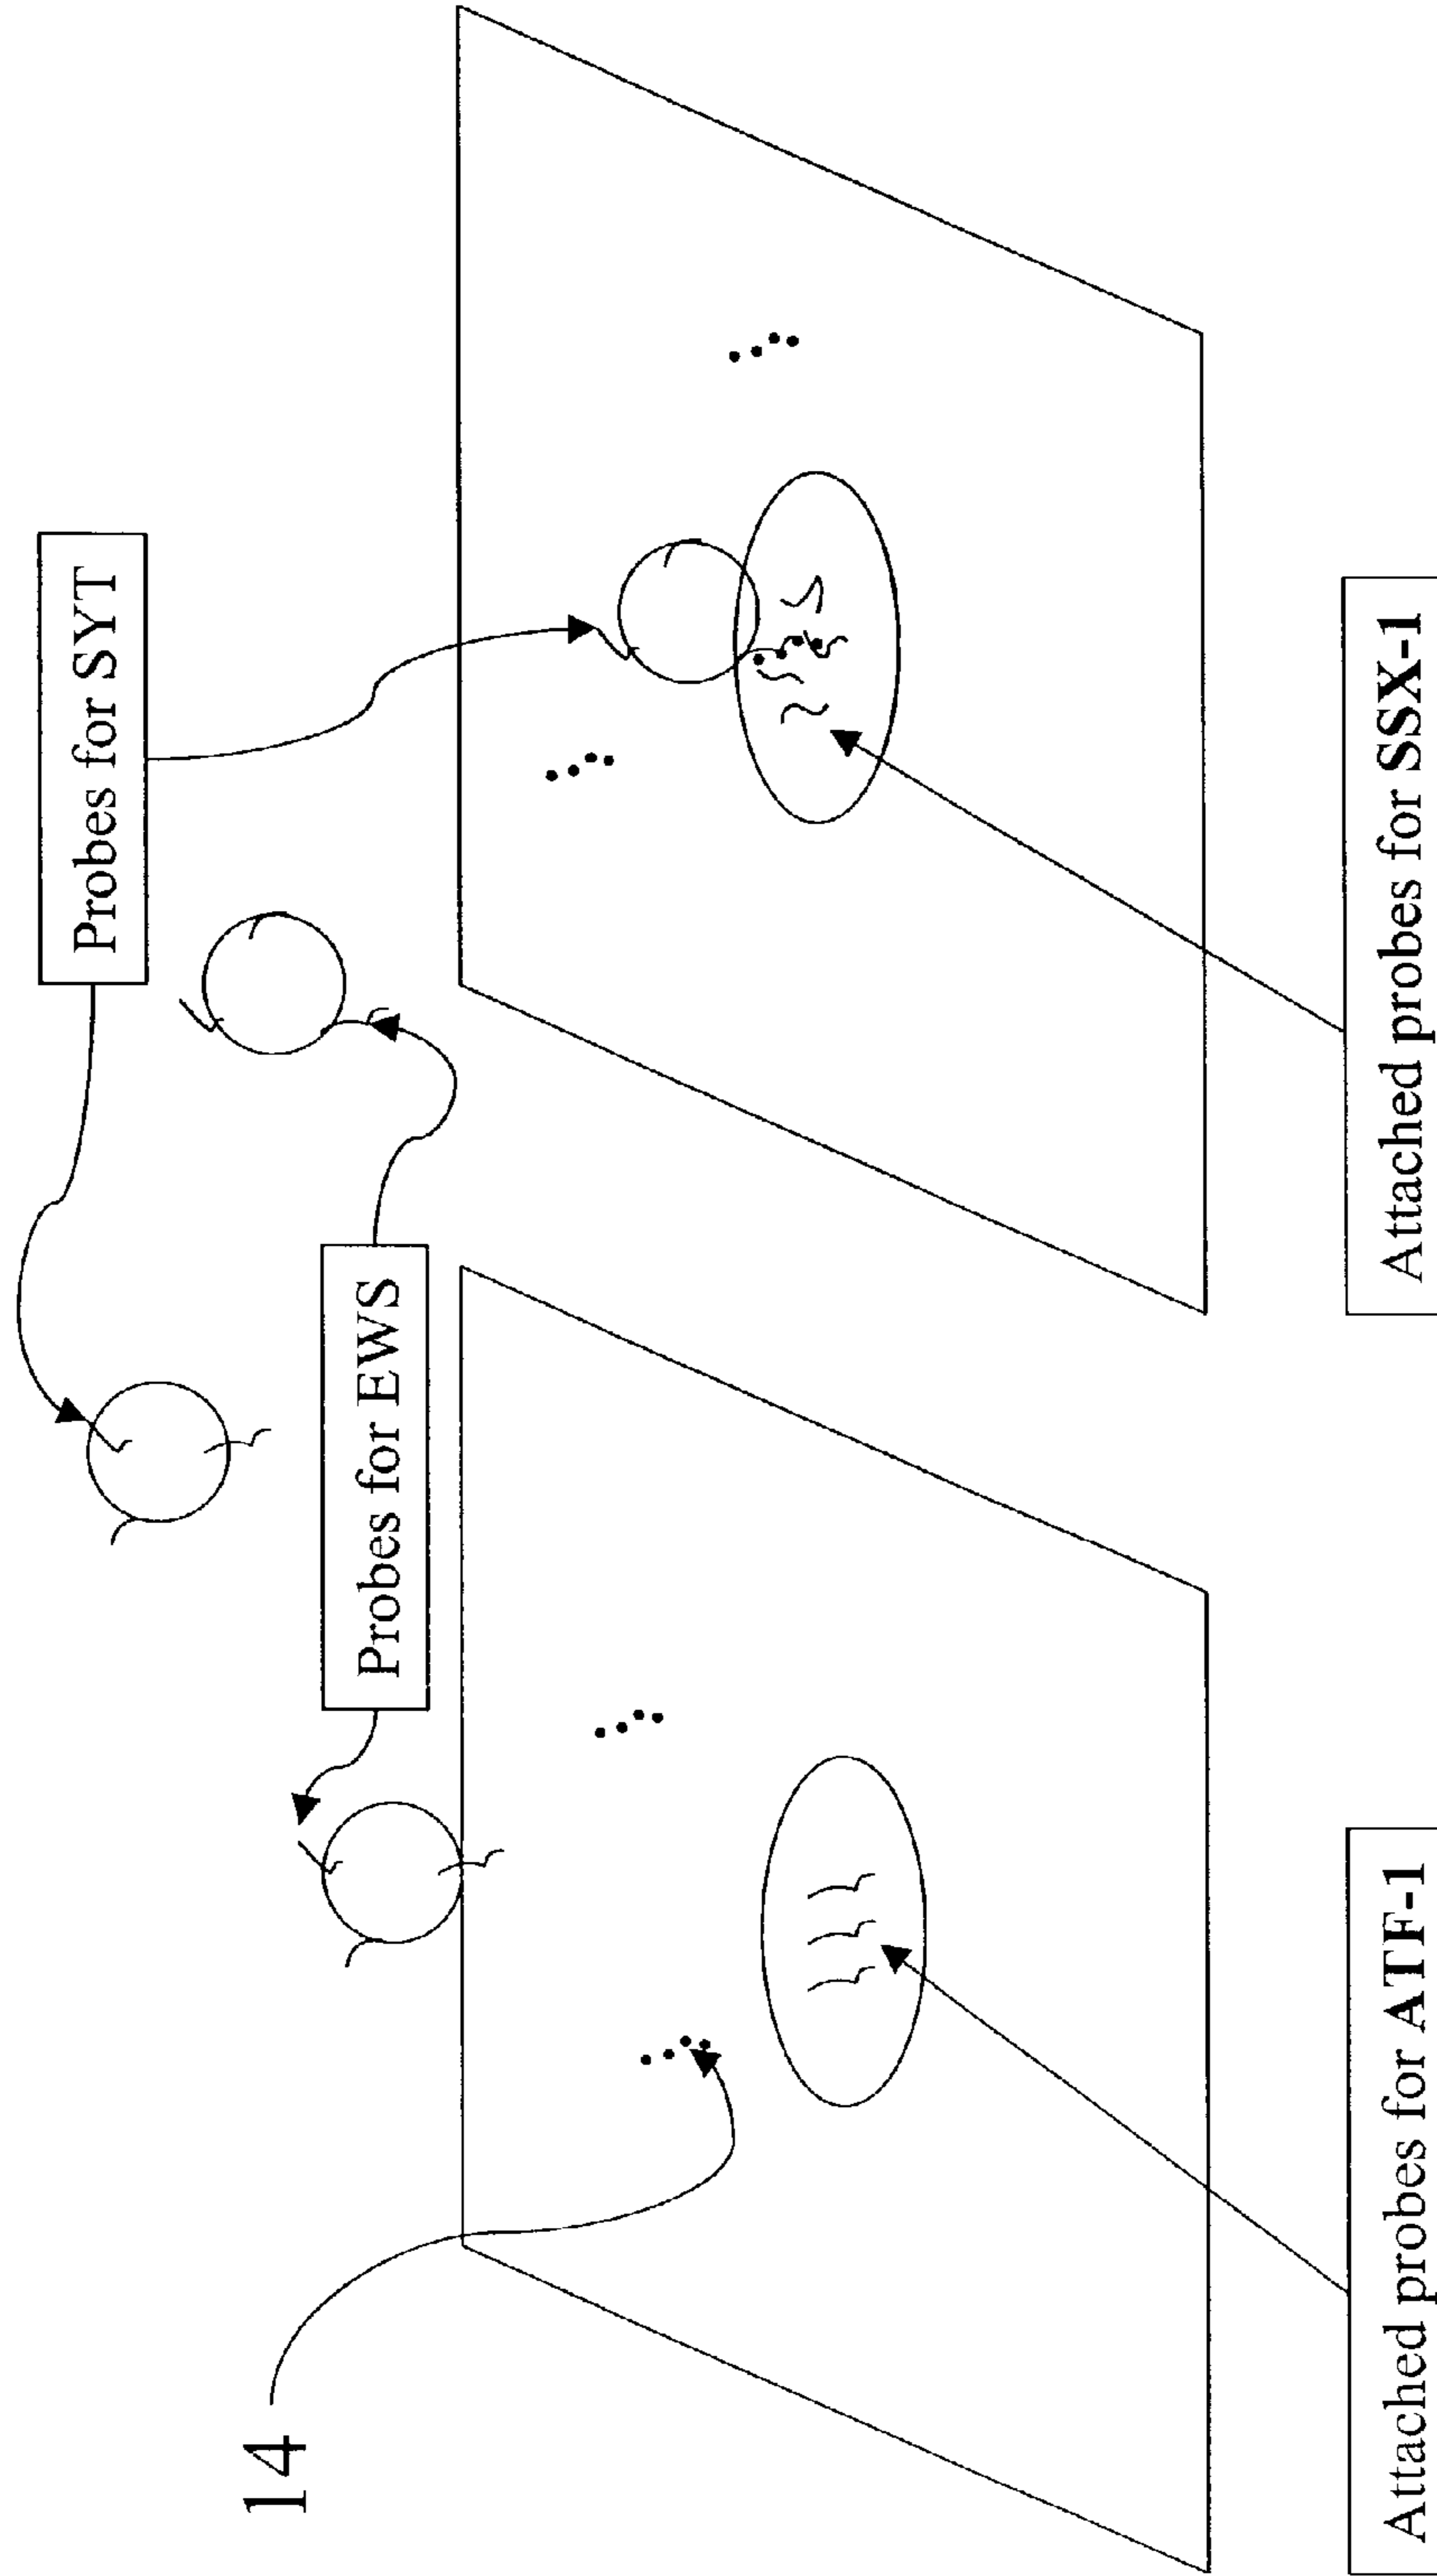 Probes for SYT
Probes for EWS
14
Attached probes for ATF-1
Attached probes for SSX-1